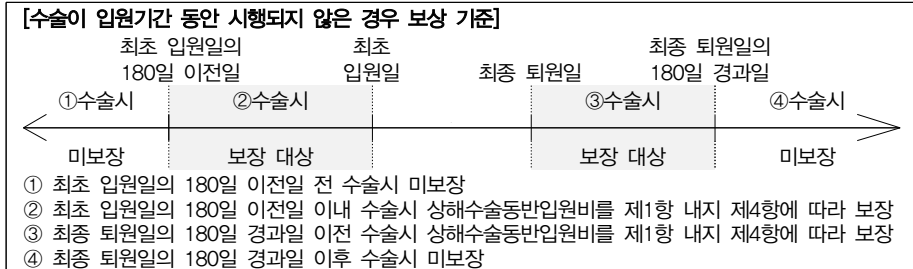 [수술이 입원기간 동안 시행되지 않은 경우 보상 기준]
최초 입원일의 최초 최종 퇴원일의
180일 이전일 입원일 최종 퇴원일 180일 경과일
①수술시 ②수술시 ③수술시 ④수술시
미보장 보장 대상 보장 대상 미보장
① 최초 입원일의 180일 이전일 전 수술시 미보장
② 최초 입원일의 180일 이전일 이내 수술시 상해수술동반입원비를 제1항 내지 제4항에 따라 보장
③ 최종 퇴원일의 180일 경과일 이전 수술시 상해수술동반입원비를 제1항 내지 제4항에 따라 보장
④ 최종 퇴원일의 180일 경과일 이후 수술시 미보장